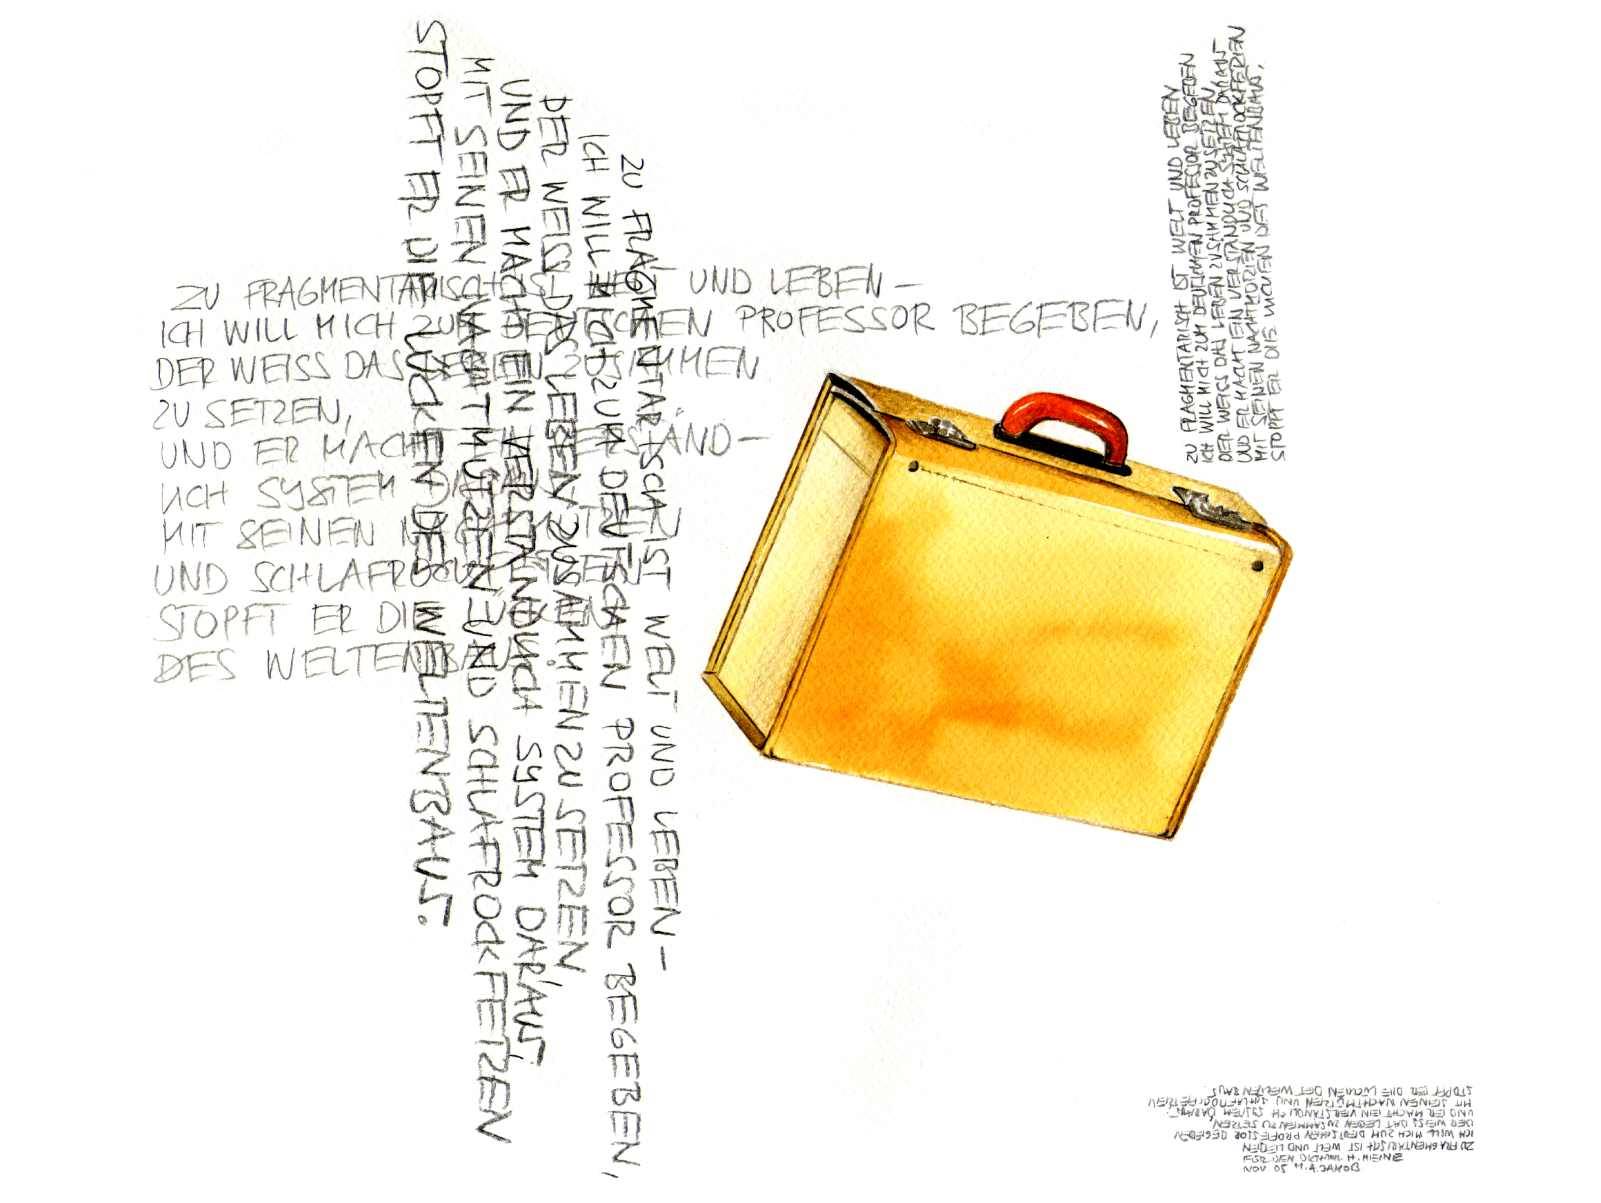 ZU FRAGMENTARISCH IST WELT UND LEBEN –
ICH WILL MICH ZUM DEUTSCHEN PROFESSOR BEGEBEN,
DER WEISS DAS LEBEN ZUSAMMEN
ZU SETZEN,
UND ER MACHT EIN VERSTÄND–
LICH SYSTEM DARAUS
MIT SEINEN NACHTMÜTZEN
UND SCHLAFROCKFETZEN
STOPFT ER DIE LÜCKEN
DES WELTENBAUS
ZU FRAGMENTARISCH IST WELT UND LEBEN –
ICH WILL MICH ZUM DEUTSCHEN PROFESSOR BEGEBEN,
DER WEISS DAS LEBEN ZUSAMMEN ZU SETZEN,
UND ER MACHT EIN VERSTÄNDLICH SYSTEM DARAUS,
MIT SEINEN NACHTMÜTZEN UND SCHLAFROCKFETZEN
STOPFT ER DIE LÜCKEN DES WELTENBAUS.
ZU FRAGMENTARISCH IST WELT UND LEBEN
ICH WILL MICH ZUM DEUTSCHEN PROFESSOR BEGEBEN
DER WEISS DAS LEBEN ZUSAMMEN ZU SETZEN,
UND ER MACHT EIN VERSTÄNDLICH SYSTEM DARAUS
MIT SEINEN NACHTMÜTZEN UND SCHLAFROCKFETZEN
STOPFT ER DIE LÜCKEN DES WELTENBAUS,
ZU FRAGMENTARISCH IST WELT UND LEBEN
ICH WILL MICH ZUM DEUTSCHEN PROFESSOR BEGEBEN
DER WEISS DAS LEBEN ZUSAMMEN ZU SETZEN
UND ER MACHT EIN VERSTÄNDLICH SYSTEM DARAUS,
MIT SEINEN NACHTMÜTZEN UND SCHLAFROCKFETZEN
STOPFT ER DIE LÜCKEN DES WELTENBAUS.
H. HEINE
NOV 05 H.A. JAKOB